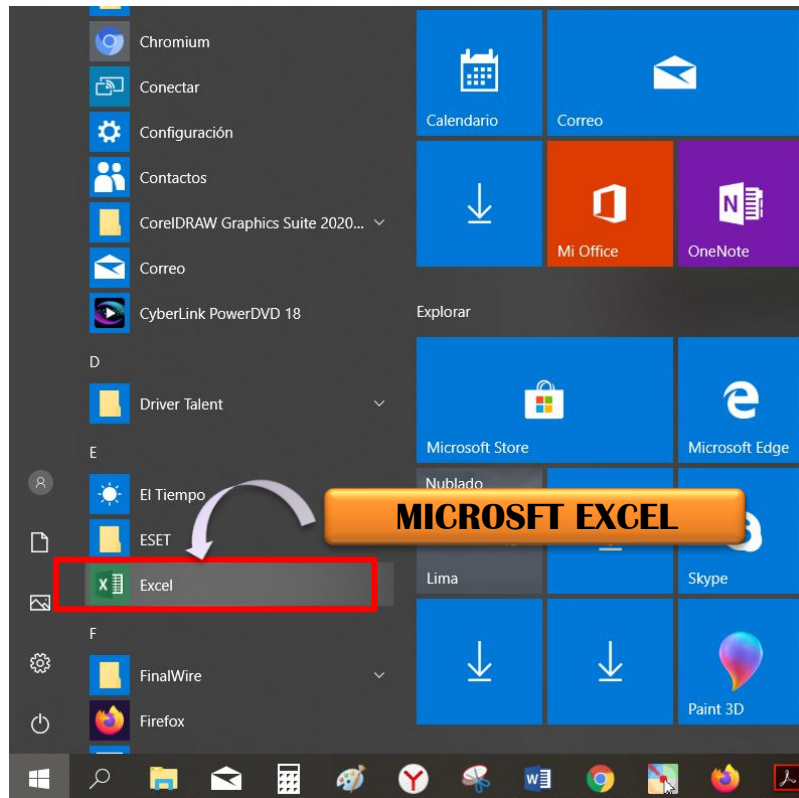 Chromium
Conectar
Configuración
Contactos
CorelDRAW Graphics Suite 2020...
Correo
CyberLink PowerDVD 18
D
Driver Talent
E
El Tiempo
ESET
Excel
F
FinalWire
Firefox
Calendario
Correo
Mi Office
OneNote
Explorar
Microsoft Store
Microsoft Edge
Nublado
MICROSFT EXCEL
Lima
Skype
Paint 3D